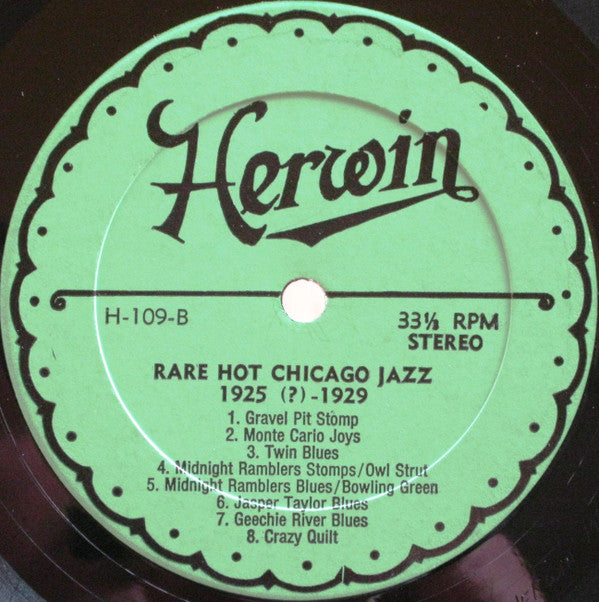 Herwin
H-109-B
33⅓ RPM
STEREO
RARE HOT CHICAGO JAZZ
1925 (?) - 1929
1. Gravel Pit Stomp
2. Monte Cario Joys
3. Twin Blues
4. Midnight Ramblers Stomps/Owl Strut
5. Midnight Ramblers Blues/Bowling Green
6. Jasper Taylor Blues
7. Geechie River Blues
8. Crazy Quilt